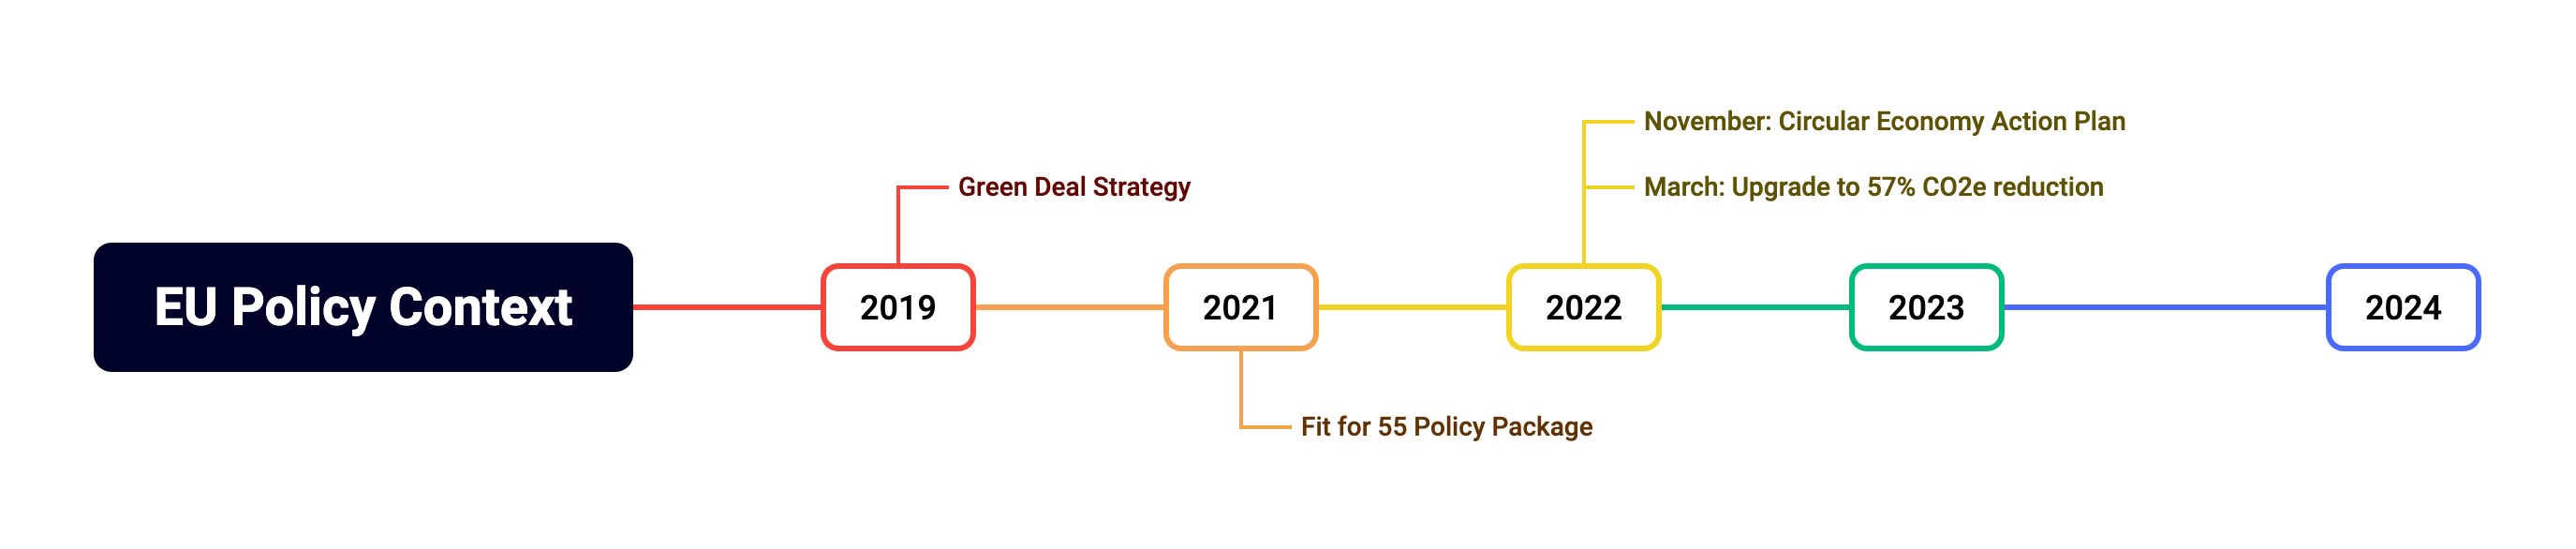 November: Circular Economy Action Plan
Green Deal Strategy
March: Upgrade to 57% CO2e reduction
EU Policy Context
2019
2021
2022
2023
2024
Fit for 55 Policy Package